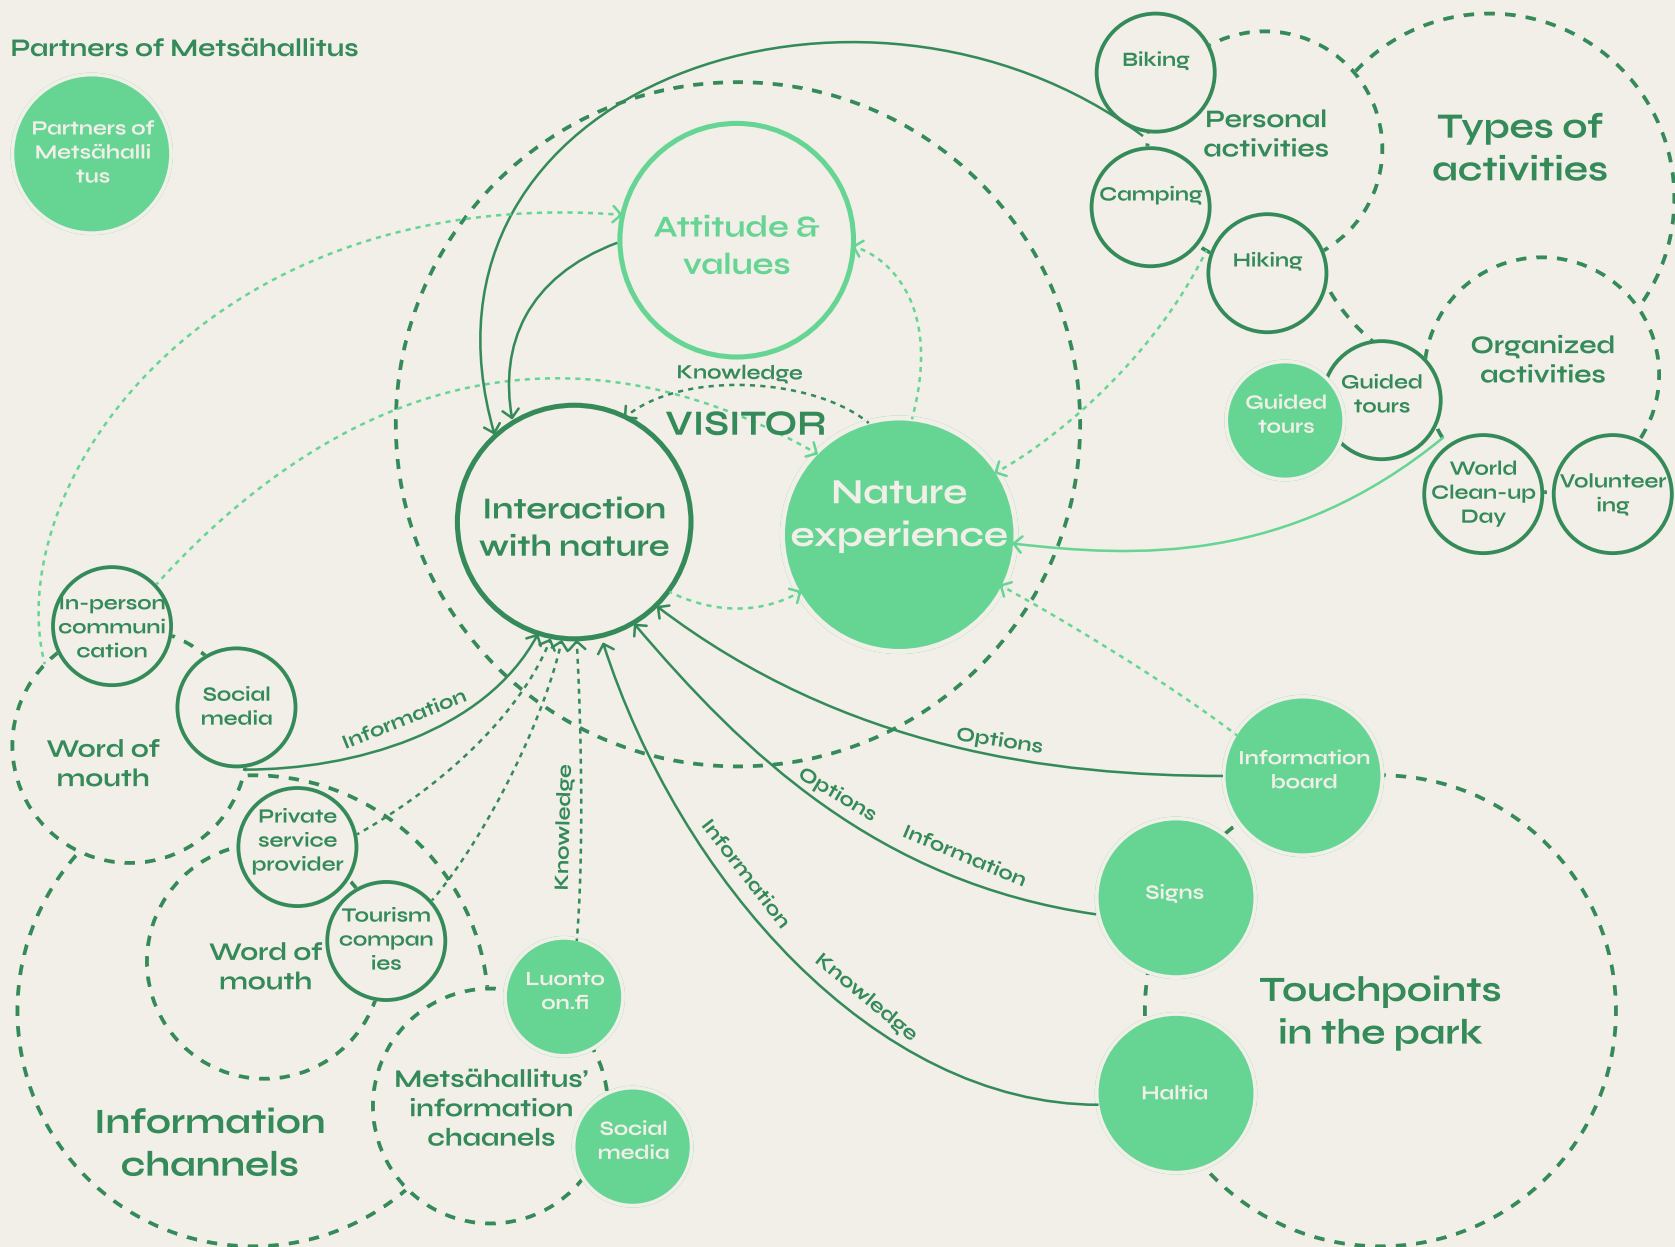 Partners of Metsähallitus
Partners of
Metsähalli
tus
Biking
Personal
activities
Camping
Hiking
Types of
activities
Organized
activities
Guided
tours
Guided
tours
World
Clean-up
Day
Volunteer
ing
Attitude &
values
Knowledge
VISITOR
Interaction
with nature
Nature
experience
In-person
communi
cation
Social
media
Word of
mouth
Information
Private
service
provider
Tourism
compan
ies
Word of
mouth
Knowledge
Luonto
on.fi
Metsähallitus’
information
chaanels
Social
media
Information
channels
Options
Options
Information
Information
Knowledge
Information
board
Signs
Haltia
Touchpoints
in the park